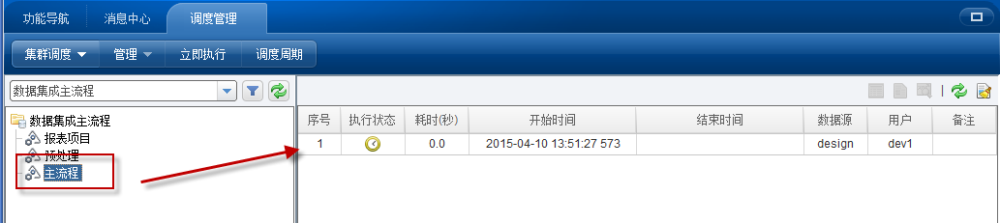 功能导航 消息中心 调度管理
集群调度 管理 立即执行 调度周期
数据集成主流程
数据集成主流程
报表项目
预处理
主流程
序号 执行状态 耗时(秒) 开始时间 结束时间 数据源 用户 备注
1 0.0 2015-04-10 13:51:27 573 design dev1